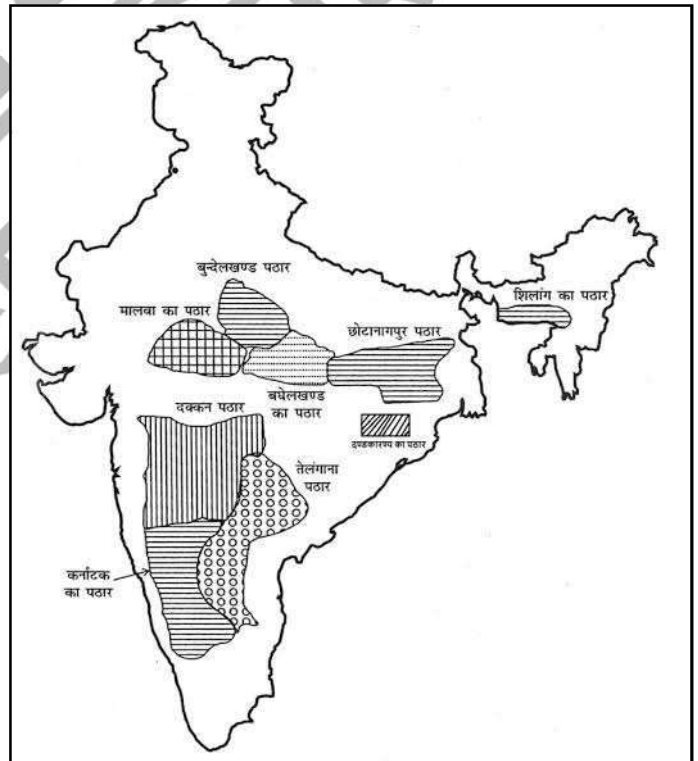 बुन्देलखण्ड पठार
शिलांग का पठार
मालवा का पठार
छोटानागपुर पठार
बघेलखण्ड
का पठार
दक्कन पठार
दण्डकारण्य का पठार
तेलंगाना
पठार
कर्नाटक
का पठार